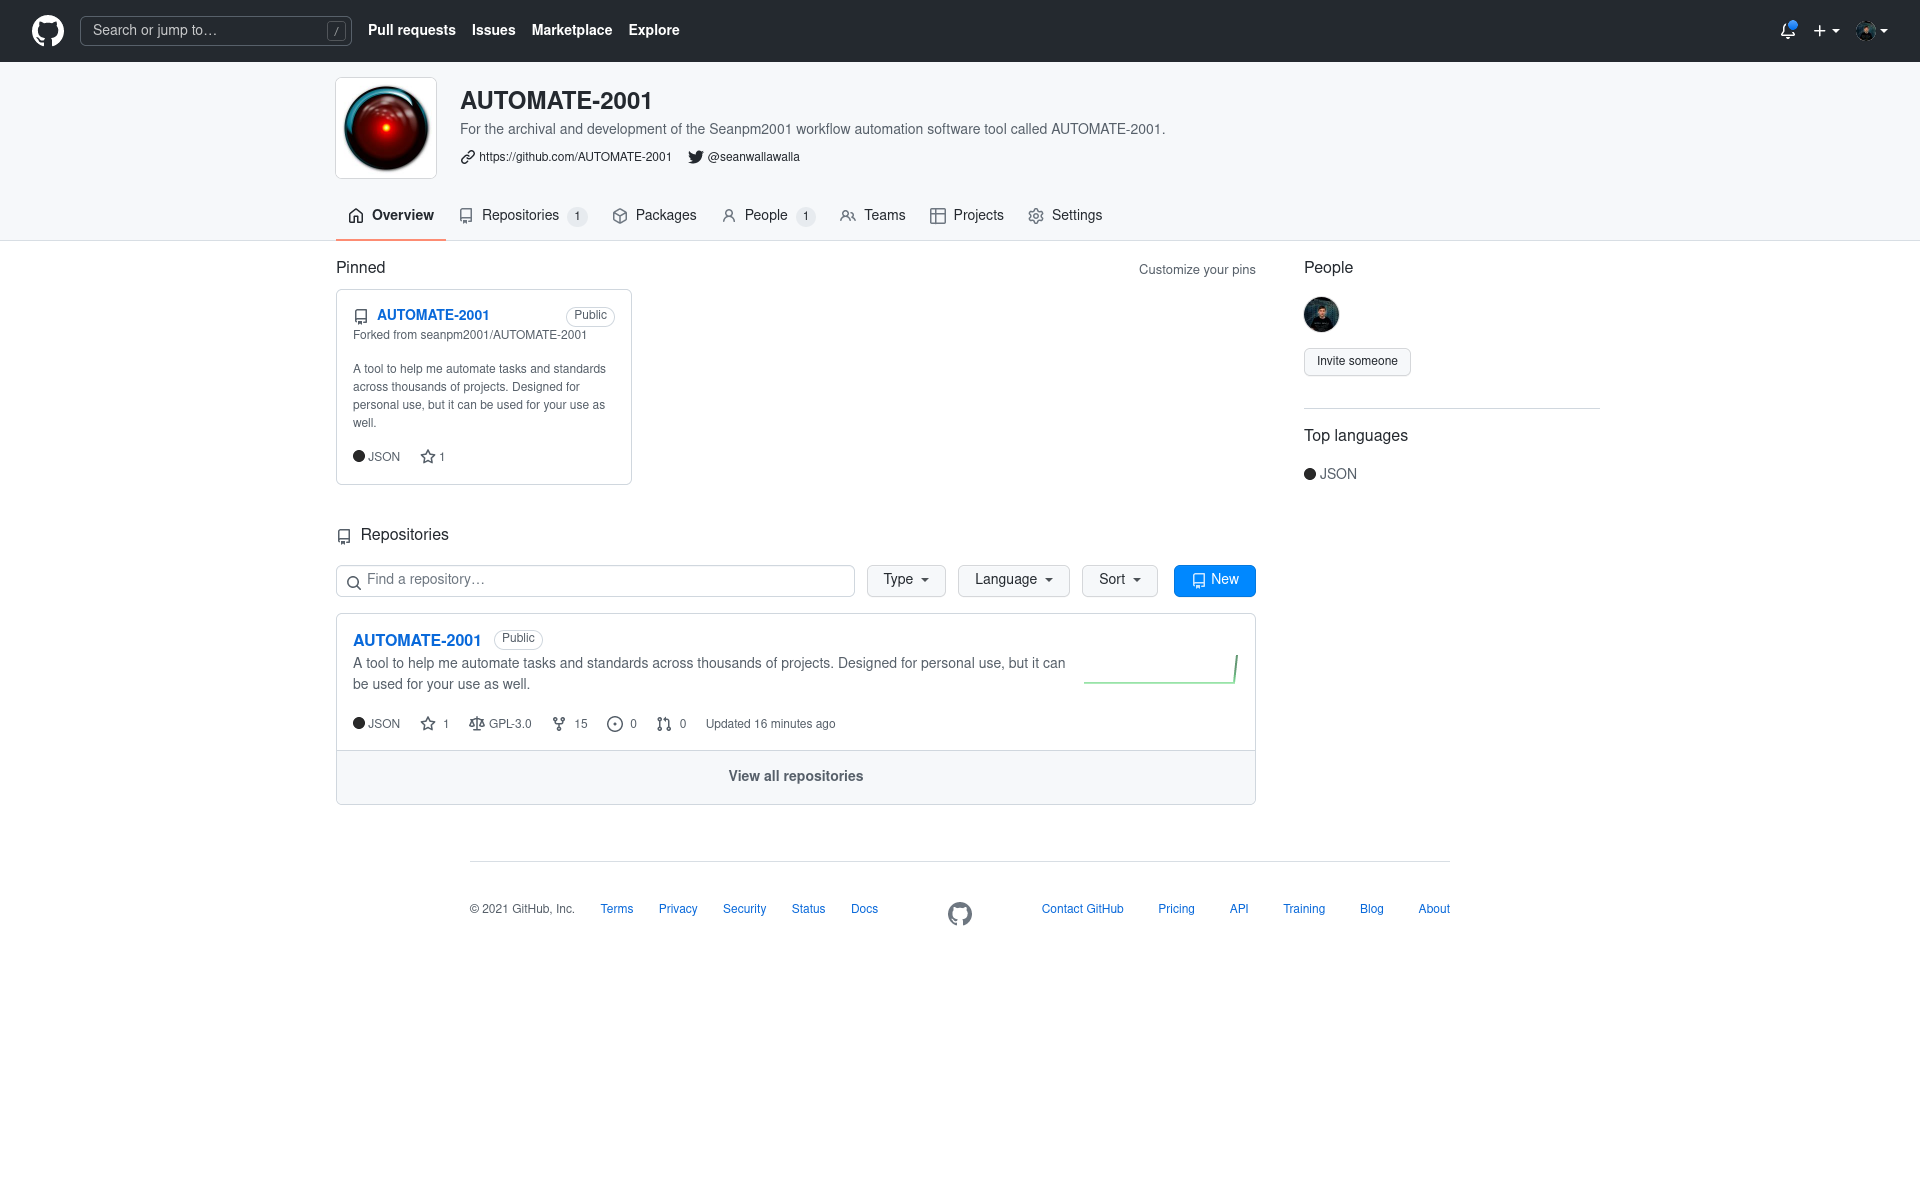 Search or jump to… /
Pull requests Issues Marketplace Explore
AUTOMATE-2001
For the archival and development of the Seanpm2001 workflow automation software tool called AUTOMATE-2001.
https://github.com/AUTOMATE-2001 @seanwallawalla
Overview Repositories 1 Packages People 1 Teams Projects Settings
Pinned
Customize your pins
AUTOMATE-2001 Public
Forked from seanpm2001/AUTOMATE-2001
A tool to help me automate tasks and standards
across thousands of projects. Designed for
personal use, but it can be used for your use as
well.
JSON 1
People
Invite someone
Top languages
JSON
Repositories
Find a repository… Type Language Sort New
AUTOMATE-2001 Public
A tool to help me automate tasks and standards across thousands of projects. Designed for personal use, but it can
be used for your use as well.
JSON 1 GPL-3.0 15 0 0 Updated 16 minutes ago
View all repositories
© 2021 GitHub, Inc. Terms Privacy Security Status Docs Contact GitHub Pricing API Training Blog About